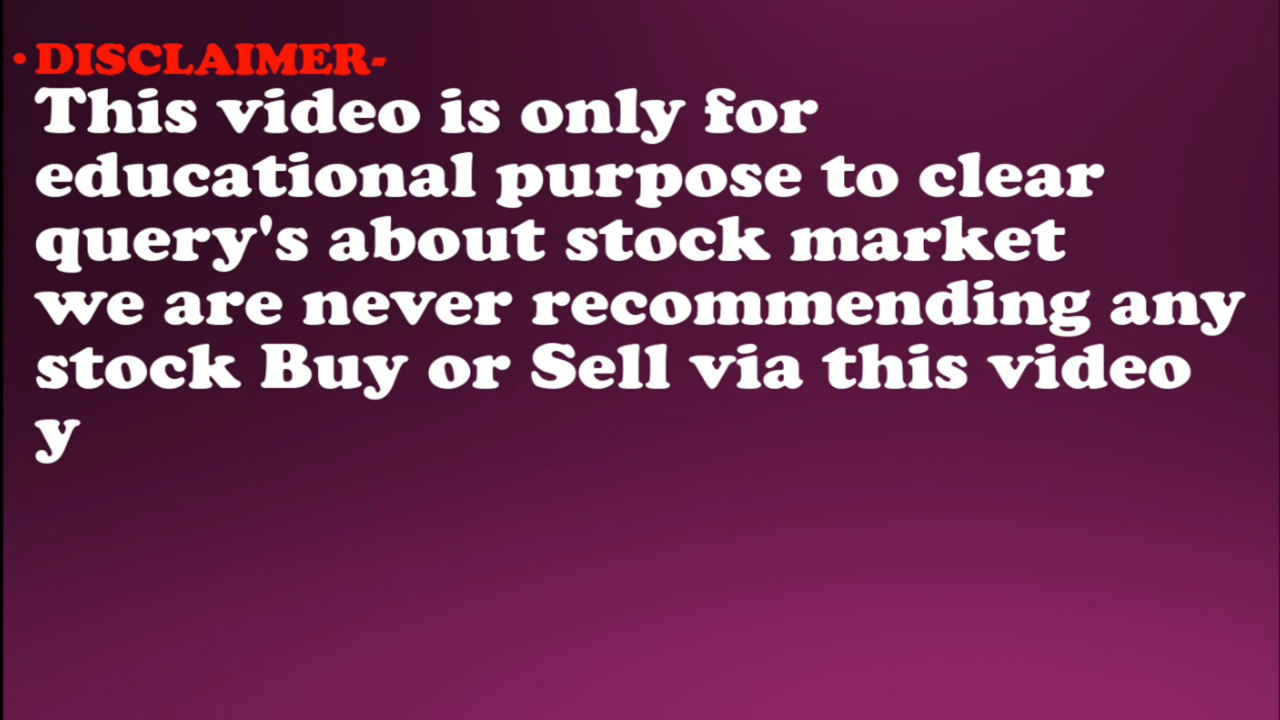 • DISCLAIMER-
This video is only for
educational purpose to clear
query's about stock market
we are never recommending any
stock Buy or Sell via this video
y